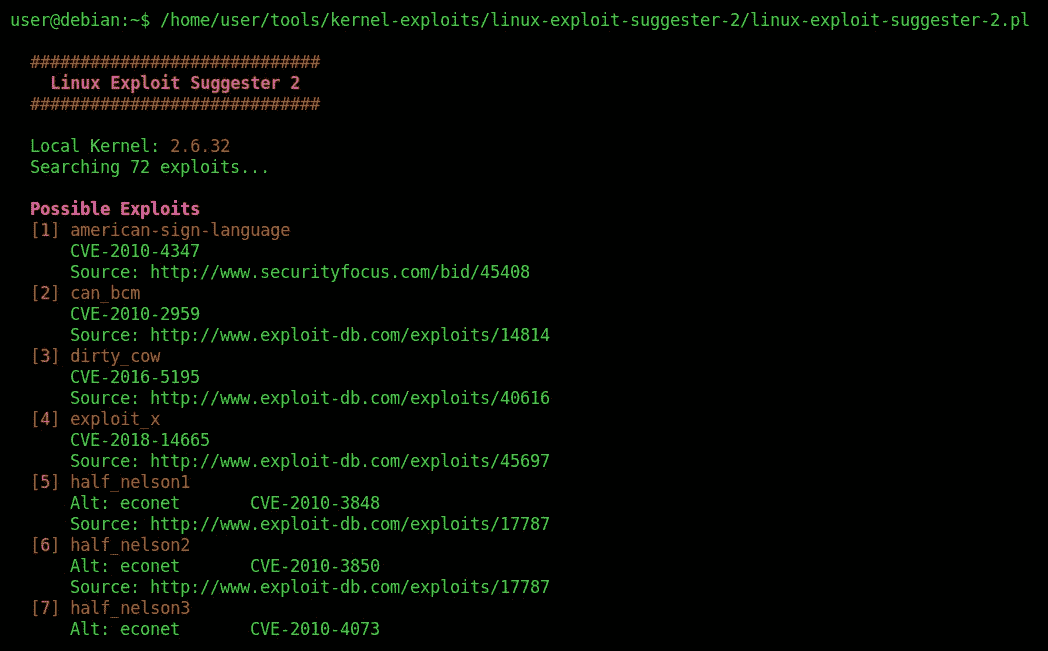 user@debian:~$ /home/user/tools/kernel-exploits/linux-exploit-suggester-2/linux-exploit-suggester-2.pl
#############################
Linux Exploit Suggester 2
#############################
Local Kernel: 2.6.32
Searching 72 exploits...
Possible Exploits
[1] american-sign-language
CVE-2010-4347
Source: http://www.securityfocus.com/bid/45408
[2] can_bcm
CVE-2010-2959
Source: http://www.exploit-db.com/exploits/14814
[3] dirty_cow
CVE-2016-5195
Source: http://www.exploit-db.com/exploits/40616
[4] exploit_x
CVE-2018-14665
Source: http://www.exploit-db.com/exploits/45697
[5] half_nelson1
Alt: econet       CVE-2010-3848
Source: http://www.exploit-db.com/exploits/17787
[6] half_nelson2
Alt: econet       CVE-2010-3850
Source: http://www.exploit-db.com/exploits/17787
[7] half_nelson3
Alt: econet       CVE-2010-4073